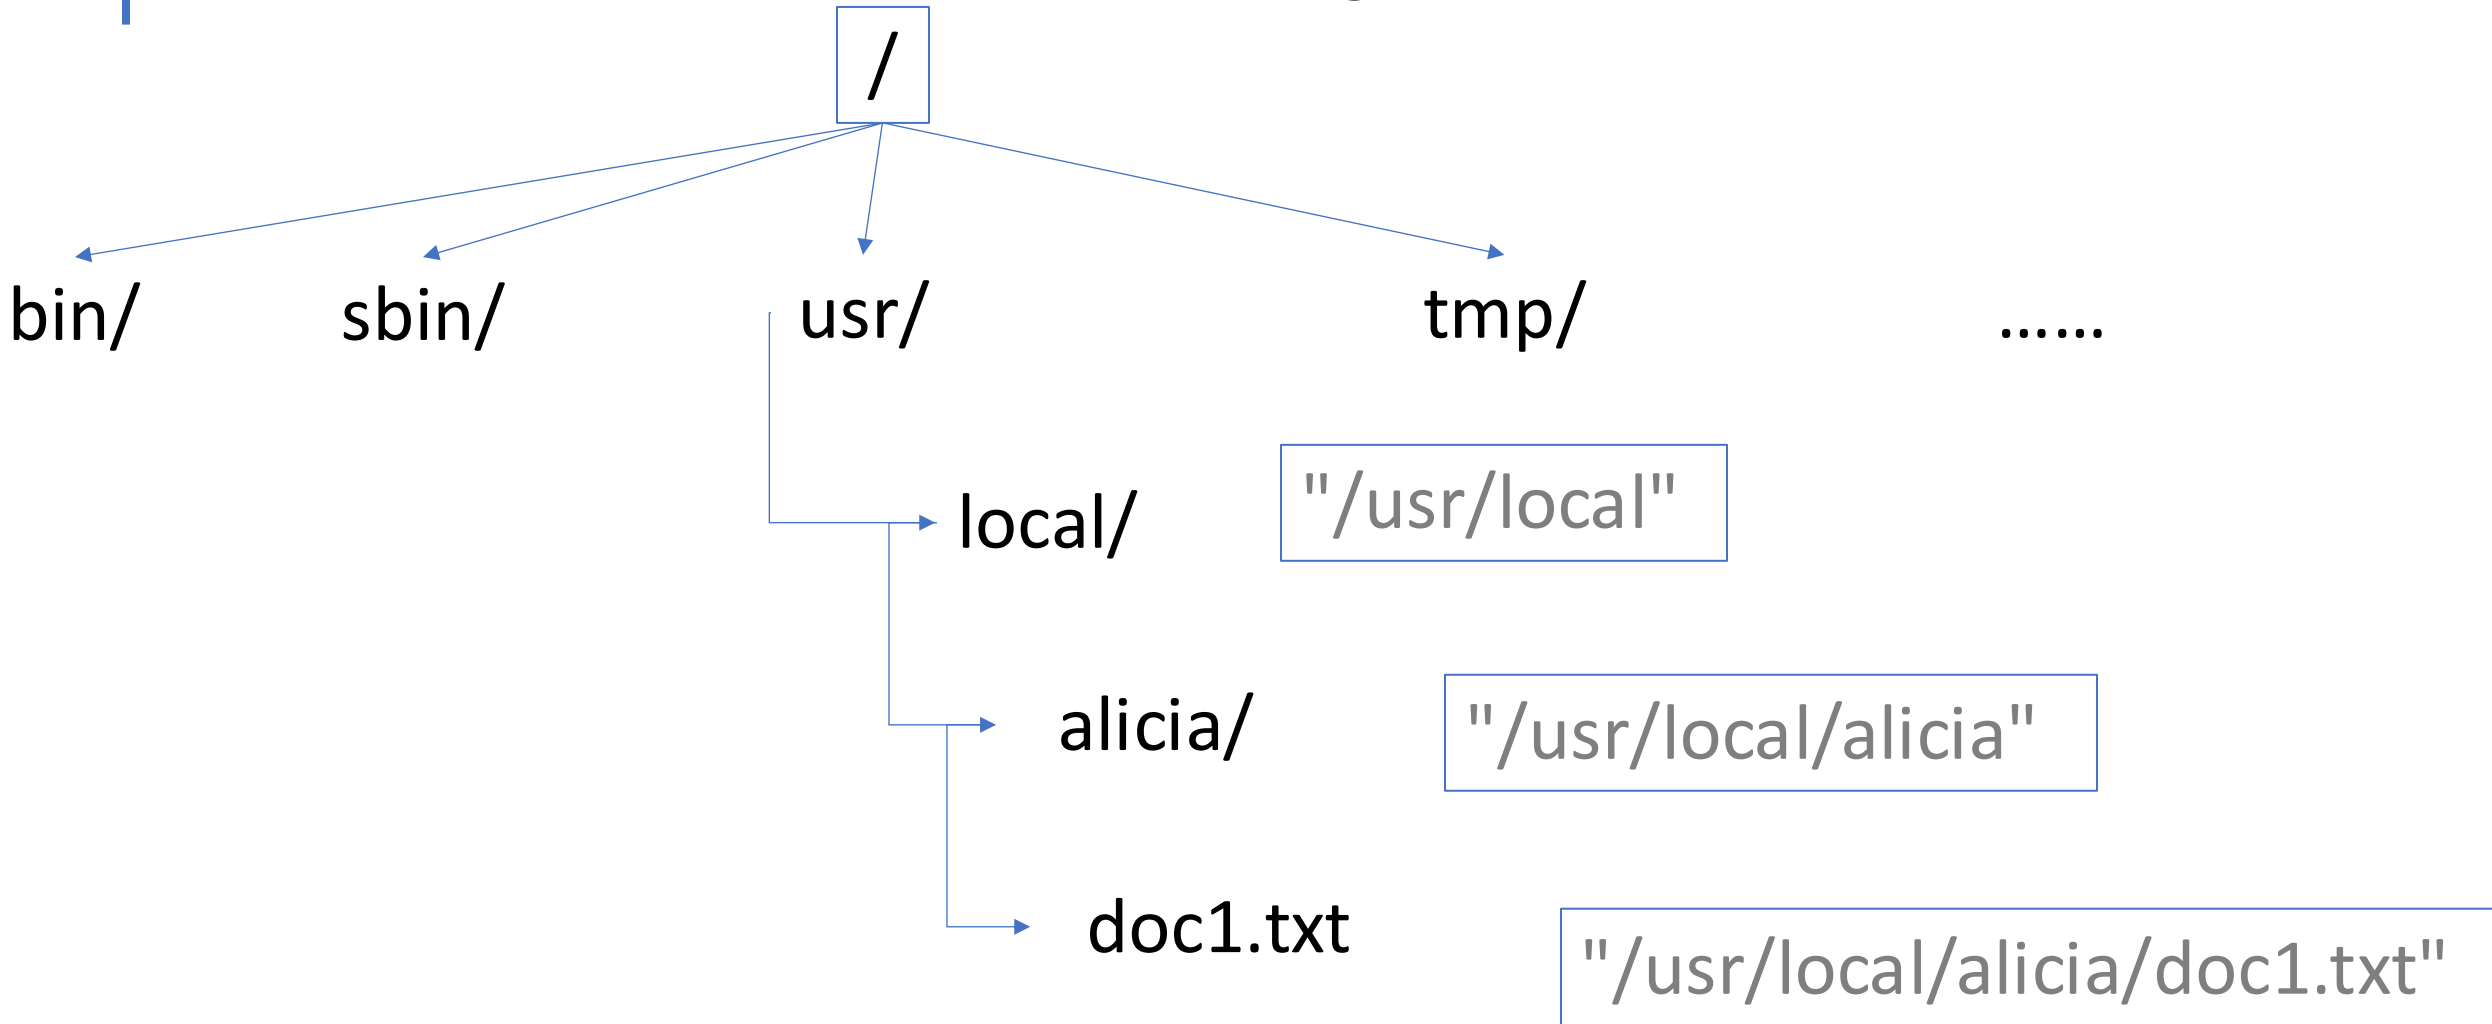 /
bin/ sbin/ usr/ tmp/ ......
local/ "/usr/local"
alicia/ "/usr/local/alicia"
doc1.txt "/usr/local/alicia/doc1.txt"